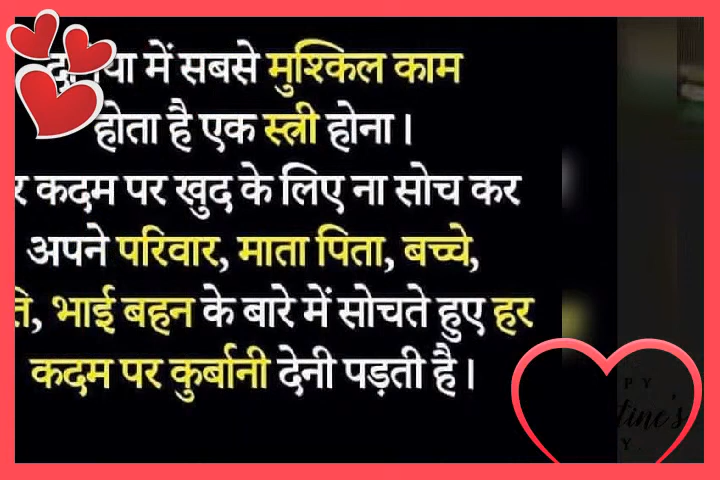 में सबसे मुश्किल काम
होता है एक स्त्री होना।
कदम पर खुद के लिए ना सोच कर
अपने परिवार, माता पिता, बच्चे,
भाई बहन के बारे में सोचते हुए हर
कदम पर कुर्बानी देनी पड़ती है।